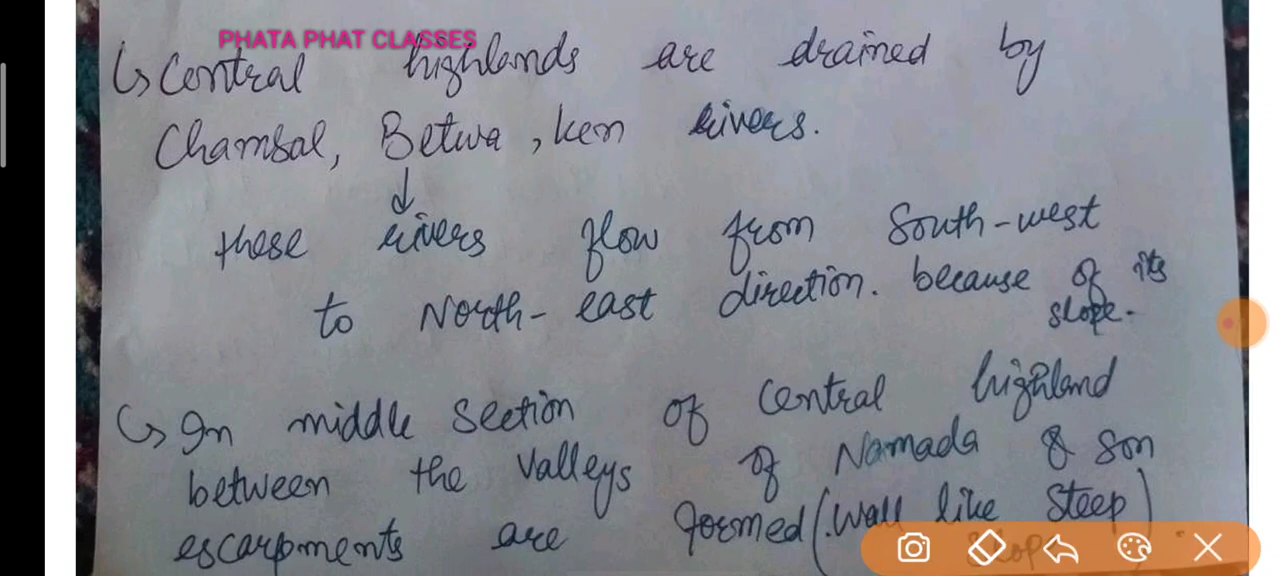 PHATA PHAT CLASSES
↳ Central highlands are drained by
Chambal, Betwa, ken rivers.
↓
these rivers flow from South-west
to North-east direction. because of its
slope.
↳ In middle section of central highland
between the valleys of Namada & son
escarpments are formed (wall like steep)
slope